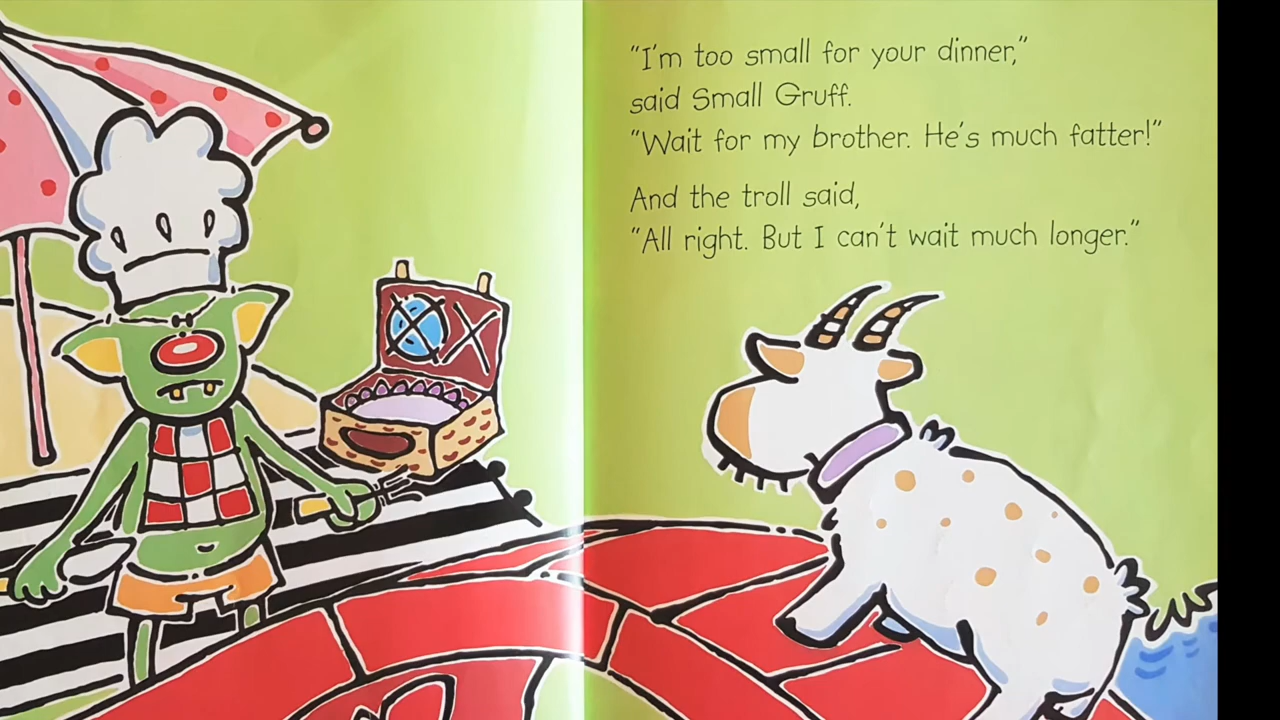 "I'm too small for your dinner,"
said Small Gruff.
"Wait for my brother. He's much fatter!"
And the troll said,
"All right. But I can't wait much longer."